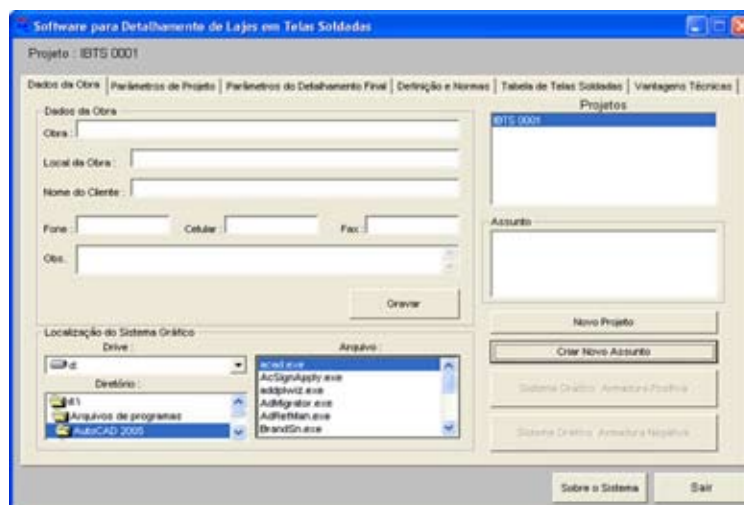 Software para Detalhamento de Lajes em Telas Soldadas
Projeto : IBTS 0001
Dados da Obra
Parâmetros de Projeto
Parâmetros do Detalhamento Final
Definição e Normas
Tabela de Telas Soldadas
Vantagens Técnicas
Dados da Obra
Obra :
Local da Obra :
Nome do Cliente :
Fone :
Celular :
Fax :
Obs.
Gravar
Localização do Sistema Gráfico
Drive :
d:
Diretório :
d:\
Arquivos de programas
AutoCAD 2005
Arquivo :
acad.exe
AcSignApply.exe
addplwiz.exe
AdMigrator.exe
AdRefMan.exe
BrandSn.exe
Projetos
IBTS 0001
Assunto
Novo Projeto
Criar Novo Assunto
Sistema Gráfico Armadura Positiva
Sistema Gráfico Armadura Negativa
Sobre o Sistema
Sair